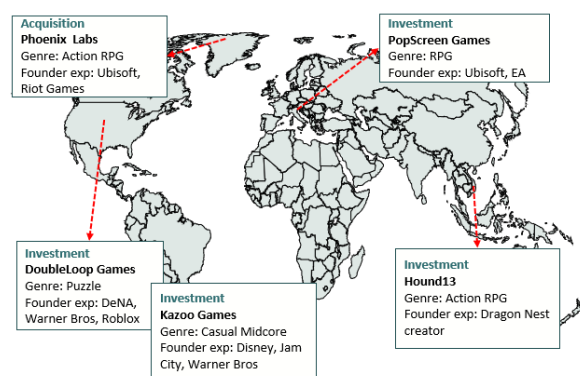 Acquisition
Phoenix Labs
Genre: Action RPG
Founder exp: Ubisoft,
Riot Games
Investment
PopScreen Games
Genre: RPG
Founder exp: Ubisoft, EA
Investment
DoubleLoop Games
Genre: Puzzle
Founder exp: DeNA,
Warner Bros, Roblox
Investment
Kazoo Games
Genre: Casual Midcore
Founder exp: Disney, Jam
City, Warner Bros
Investment
Hound13
Genre: Action RPG
Founder exp: Dragon Nest
creator